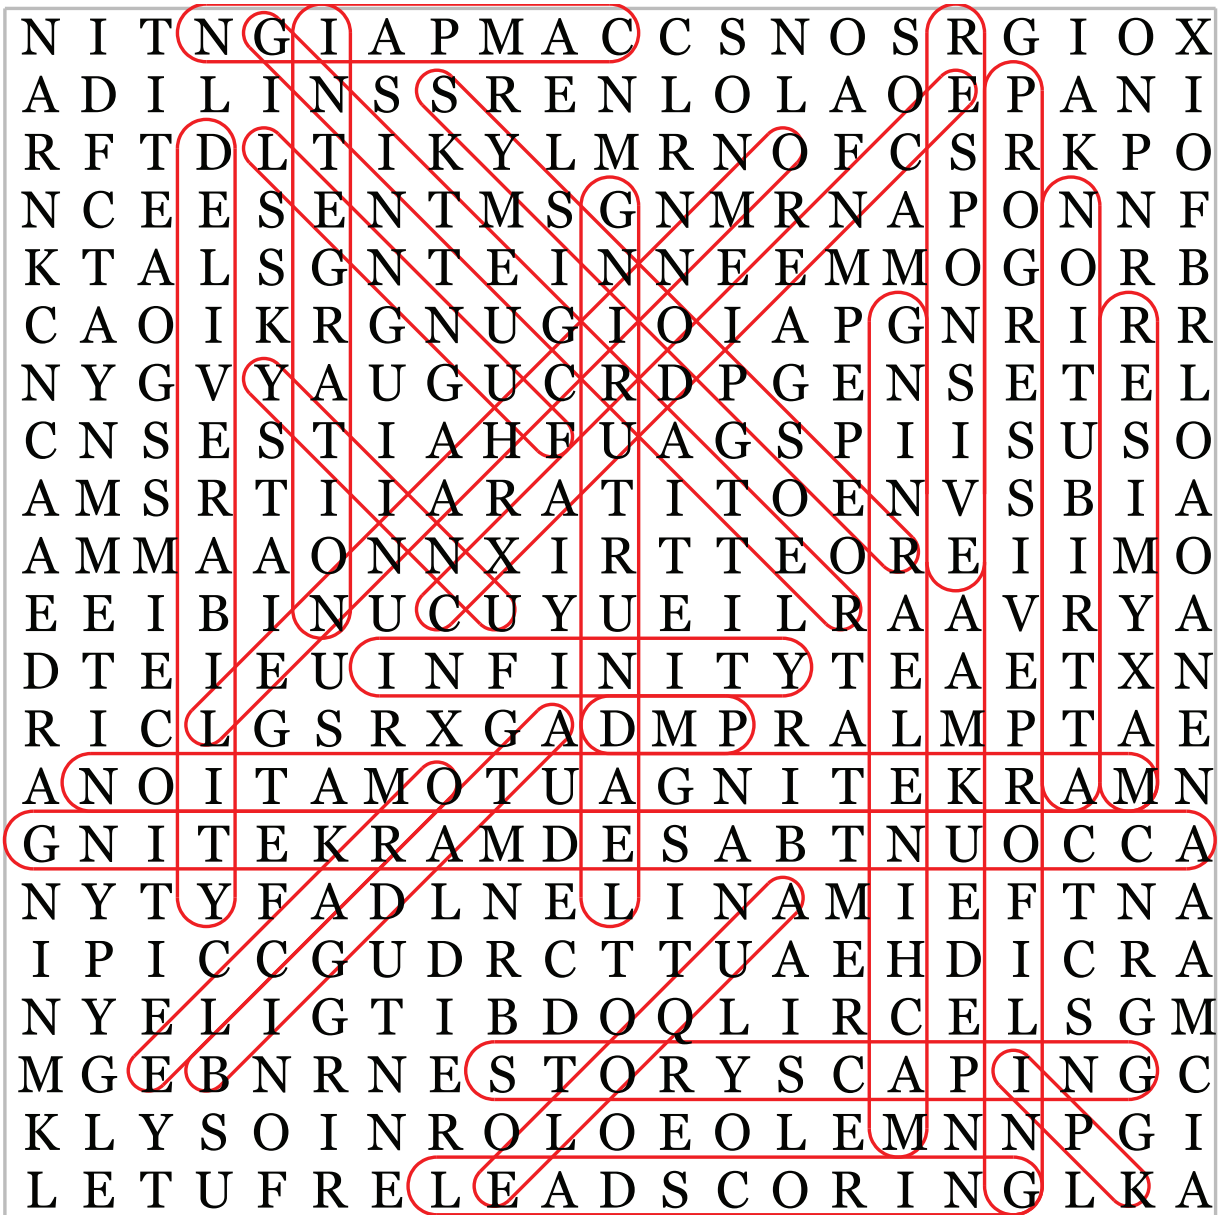 N I T N G I A P M A C C S N O S R G I O X
A D I L I N S S R E N L O L A O E P A N I
R F T D L T I K Y L M R N O F C S R K P O
N C E E S E N T M S G N M R N A P O N N F
K T A L S G N T E I N N E E M M O G O R B
C A O I K R G N U G I O I A P G N R I R R
N Y G V Y A U G U C R D P G E N S E T E L
C N S E S T I A H F U A G S P I I S U S O
A M S R T I I A R A T I T O E N V S B I A
A M M A A O N N X I R T T E O R E I I M O
E E I B I N U C U Y U E I L R A A V R Y A
D T E I E U I N F I N I T Y T E A E T X N
R I C L G S R X G A D M P R A L M P T A E
A N O I T A M O T U A G N I T E K R A M N
G N I T E K R A M D E S A B T N U O C C A
N Y T Y F A D L N E L I N A M I E F T N A
I P I C C G U D R C T T U A E H D I C R A
N Y E L I G T I B D O Q L I R C E L S G M
M G E B N R N E S T O R Y S C A P I N G C
K L Y S O I N R O L O E O L E M N N P G I
L E T U F R E L E A D S C O R I N G L K A